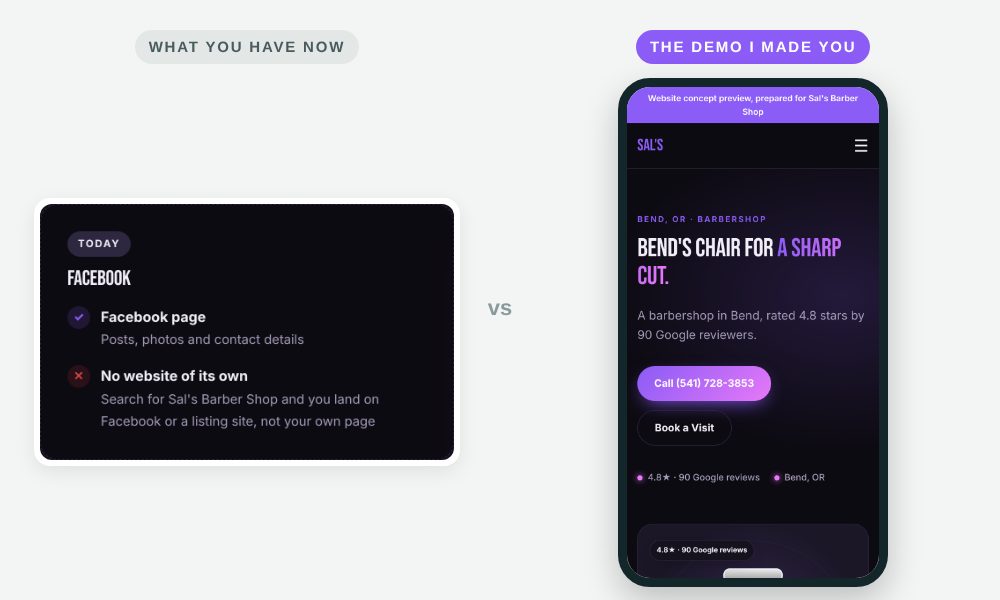 WHAT YOU HAVE NOW
TODAY
FACEBOOK
Facebook page
Posts, photos and contact details
No website of its own
Search for Sal's Barber Shop and you land on
Facebook or a listing site, not your own page
vs
THE DEMO I MADE YOU
Website concept preview, prepared for Sal's Barber
Shop
SAL'S
BEND, OR · BARBERSHOP
BEND'S CHAIR FOR A SHARP
CUT.
A barbershop in Bend, rated 4.8 stars by
90 Google reviewers.
Call (541) 728-3853
Book a Visit
4.8★ · 90 Google reviews
Bend, OR
4.8★ · 90 Google reviews